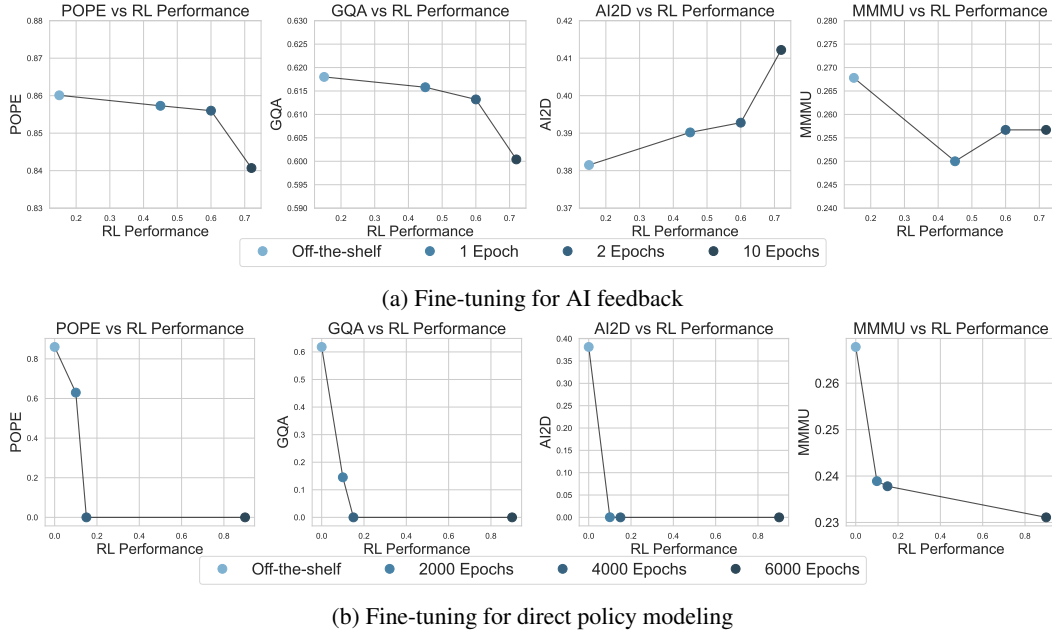 POPE vs RL Performance
GQA vs RL Performance
AI2D vs RL Performance
MMMU vs RL Performance
0.88
0.87
0.86
0.85
0.84
0.83
POPE
0.2 0.3 0.4 0.5 0.6 0.7
RL Performance
0.630
0.625
0.620
0.615
0.610
0.605
0.600
0.595
0.590
GQA
0.2 0.3 0.4 0.5 0.6 0.7
RL Performance
0.42
0.41
0.40
0.39
0.38
0.37
AI2D
0.2 0.3 0.4 0.5 0.6 0.7
RL Performance
0.280
0.275
0.270
0.265
0.260
0.255
0.250
0.245
0.240
MMMU
0.2 0.3 0.4 0.5 0.6 0.7
RL Performance
Off-the-shelf 1 Epoch 2 Epochs 10 Epochs
(a) Fine-tuning for AI feedback
POPE vs RL Performance
GQA vs RL Performance
AI2D vs RL Performance
MMMU vs RL Performance
0.8
0.6
0.4
0.2
0.0
POPE
0.0 0.2 0.4 0.6 0.8
RL Performance
0.6
0.5
0.4
0.3
0.2
0.1
0.0
GQA
0.0 0.2 0.4 0.6 0.8
RL Performance
0.40
0.35
0.30
0.25
0.20
0.15
0.10
0.05
0.00
AI2D
0.0 0.2 0.4 0.6 0.8
RL Performance
0.26
0.25
0.24
0.23
MMMU
0.0 0.2 0.4 0.6 0.8
RL Performance
Off-the-shelf 2000 Epochs 4000 Epochs 6000 Epochs
(b) Fine-tuning for direct policy modeling